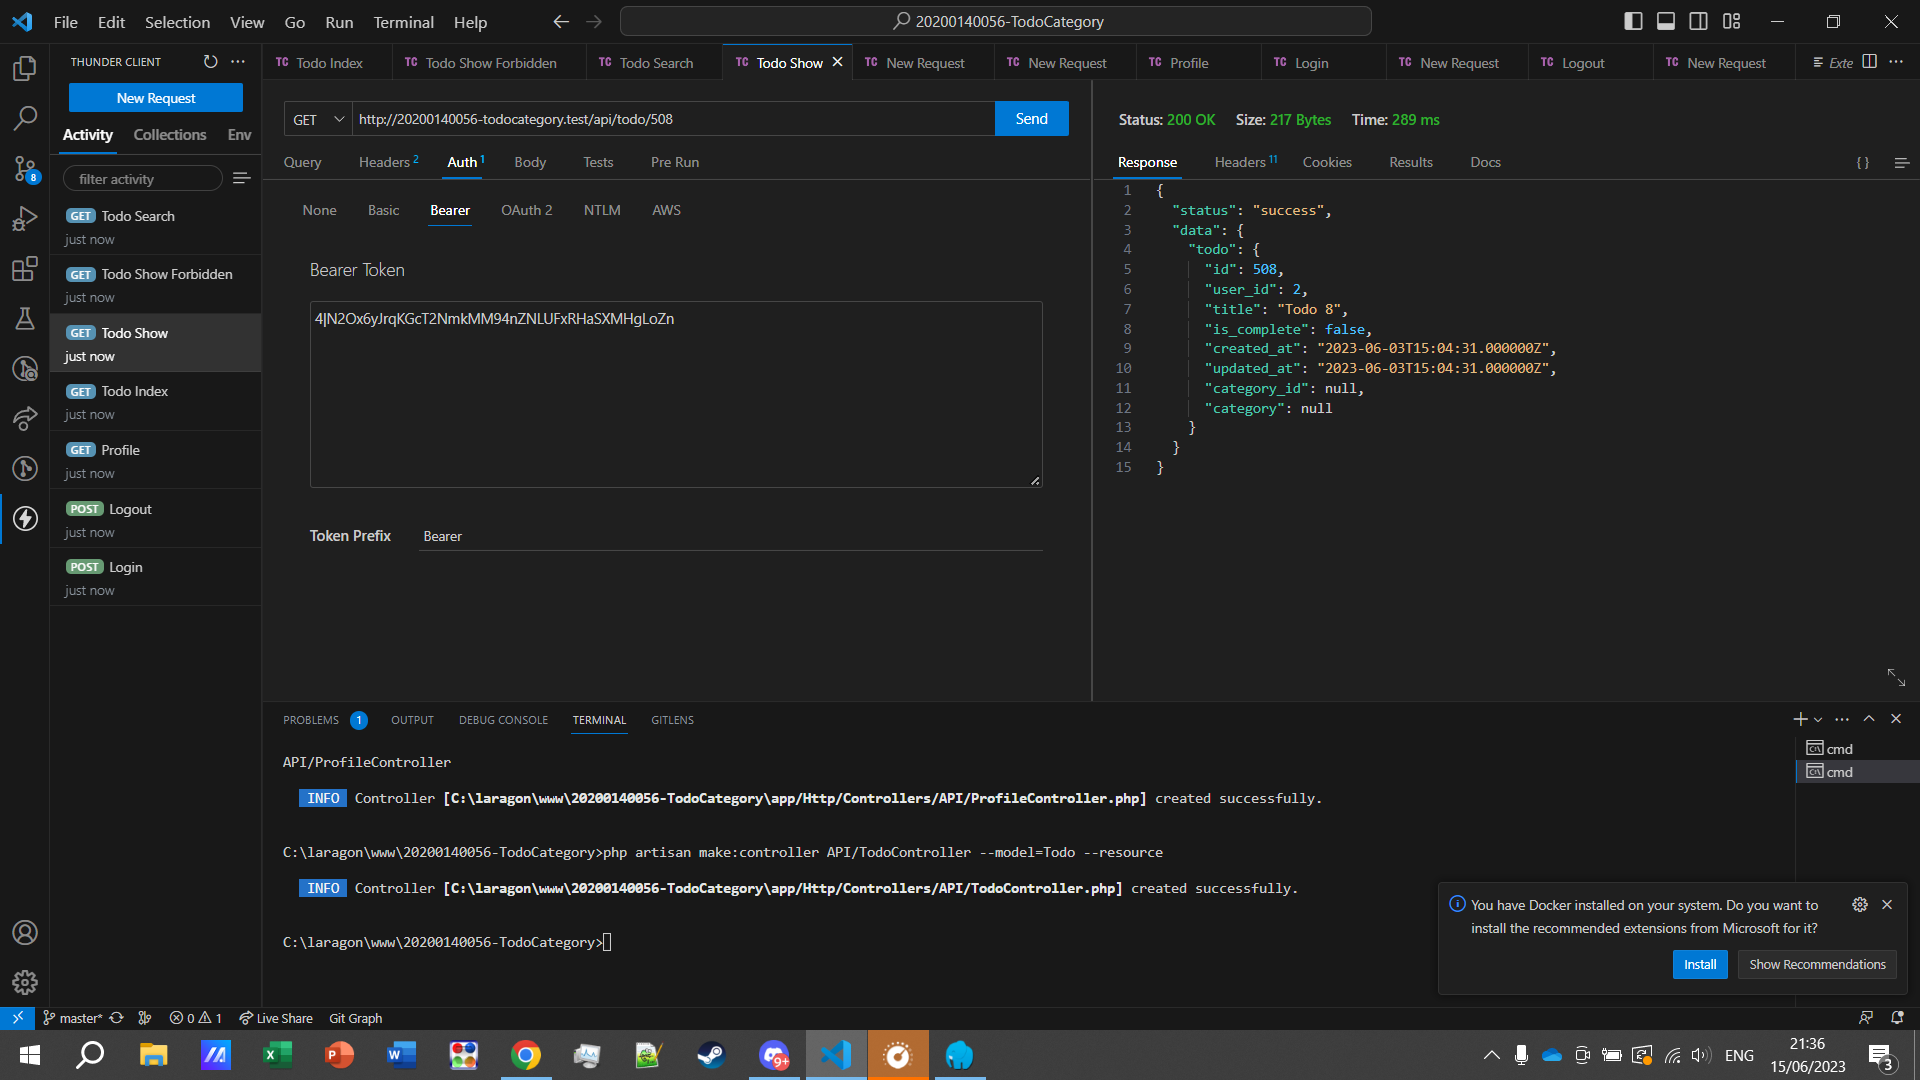 File Edit Selection View Go Run Terminal Help
20200140056-TodoCategory
THUNDER CLIENT
New Request
Activity Collections Env
filter activity
GET Todo Search
just now
GET Todo Show Forbidden
just now
GET Todo Show
just now
GET Todo Index
just now
GET Profile
just now
POST Logout
just now
POST Login
just now
8
TC Todo Index
TC Todo Show Forbidden
TC Todo Search
TC Todo Show
TC New Request
TC New Request
TC Profile
TC Login
TC New Request
TC Logout
TC New Request
Exte
GET http://20200140056-todocategory.test/api/todo/508 Send
Query Headers 2 Auth 1 Body Tests Pre Run
None Basic Bearer OAuth 2 NTLM AWS
Bearer Token
4|N2Ox6yJrqKGcT2NmkMM94nZNLUFxRHaSXMHgLoZn
Token Prefix Bearer
Status: 200 OK Size: 217 Bytes Time: 289 ms
Response Headers 11 Cookies Results Docs
{ }
1 {
2 "status": "success",
3 "data": {
4 "todo": {
5 "id": 508,
6 "user_id": 2,
7 "title": "Todo 8",
8 "is_complete": false,
9 "created_at": "2023-06-03T15:04:31.000000Z",
10 "updated_at": "2023-06-03T15:04:31.000000Z",
11 "category_id": null,
12 "category": null
13 }
14 }
15 }
PROBLEMS 1 OUTPUT DEBUG CONSOLE TERMINAL GITLENS
API/ProfileController
INFO Controller [C:\laragon\www\20200140056-TodoCategory\app/Http/Controllers/API/ProfileController.php] created successfully.
C:\laragon\www\20200140056-TodoCategory>php artisan make:controller API/TodoController --model=Todo --resource
INFO Controller [C:\laragon\www\20200140056-TodoCategory\app/Http/Controllers/API/TodoController.php] created successfully.
C:\laragon\www\20200140056-TodoCategory>
cmd
cmd
You have Docker installed on your system. Do you want to
install the recommended extensions from Microsoft for it?
Install Show Recommendations
master* 0 1 Live Share Git Graph
9+
ENG
21:36
15/06/2023
3